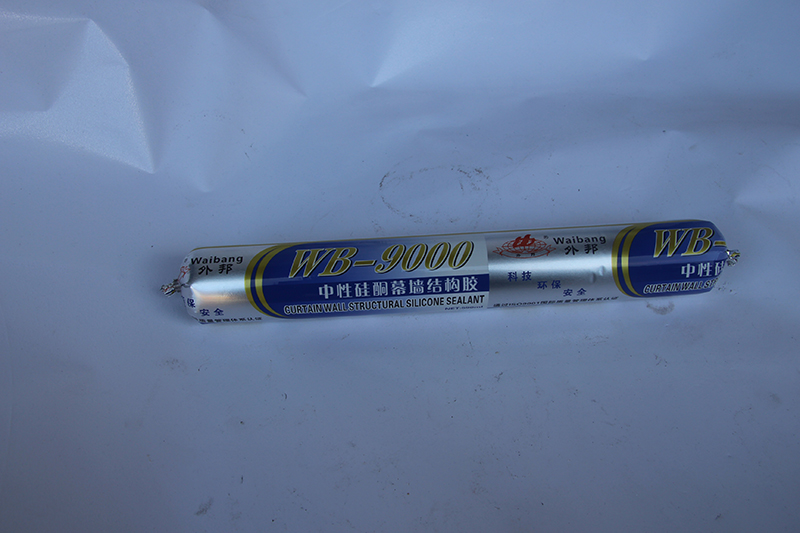 Waibang
外邦
保
安全
WB-9000
中性硅酮幕墙结构胶
CURTAIN WALL STRUCTURAL SILICONE SEALANT
Waibang
外邦
科技
环保
安全
WB-
中性硅
CURTAIN WALL ST